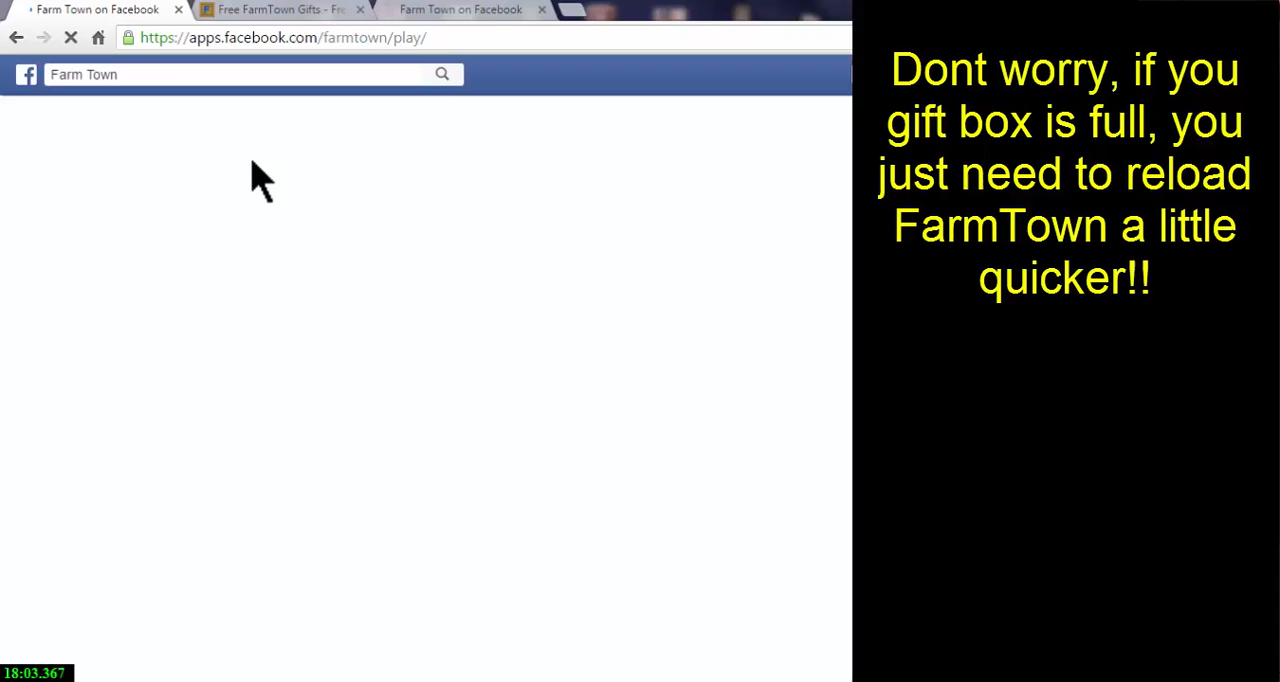 Farm Town on Facebook
Free FarmTown Gifts - Fre
Farm Town on Facebook
https://apps.facebook.com/farmtown/play/
Farm Town
Dont worry, if you
gift box is full, you
just need to reload
FarmTown a little
quicker!!
18:03.367